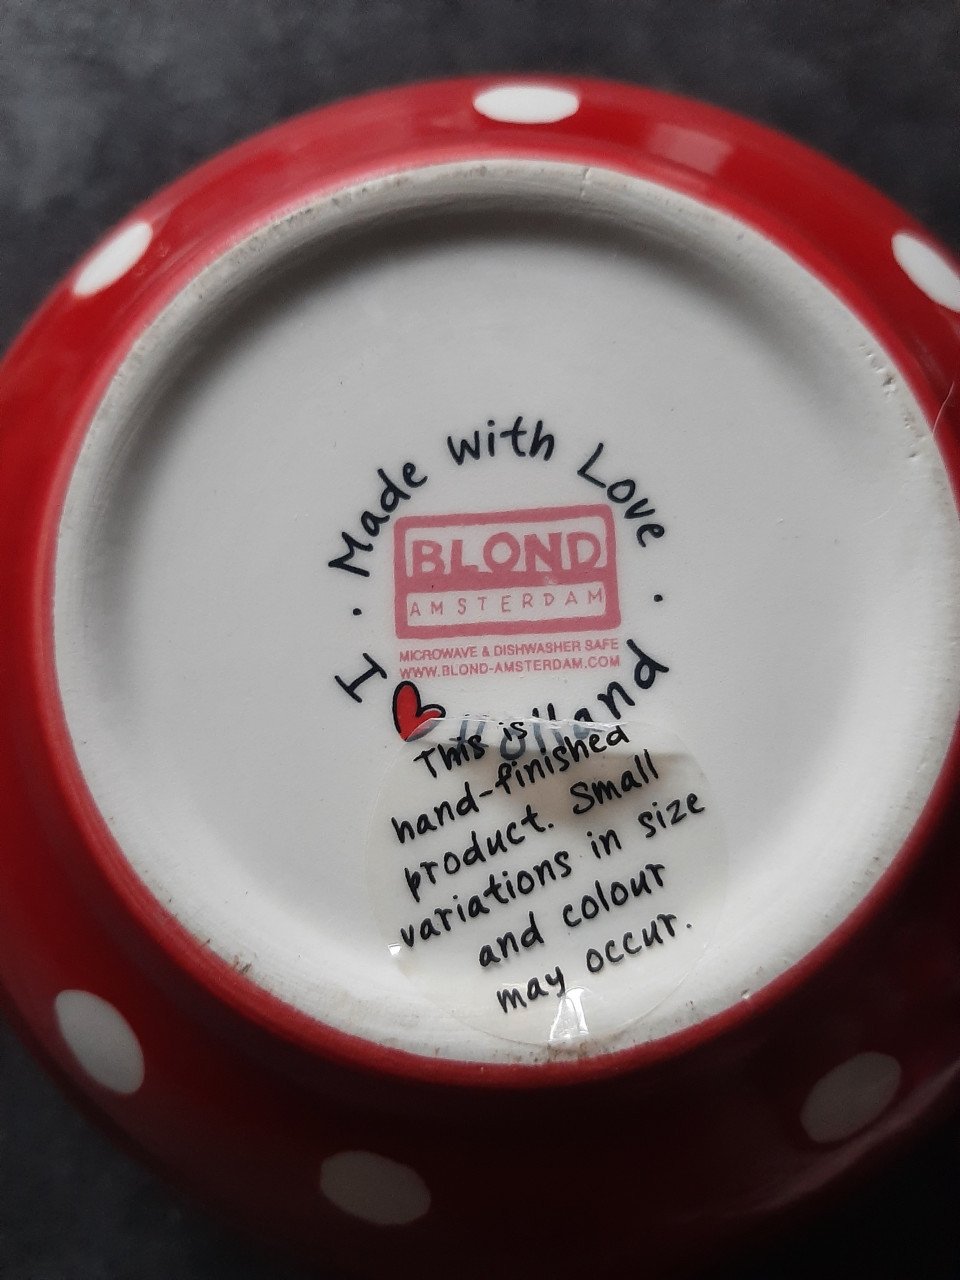 Made with Love
BLOND
AMSTERDAM
MICROWAVE & DISHWASHER SAFE
WWW.BLOND-AMSTERDAM.COM
I ❤ Holland
This is
hand-finished
product. Small
variations in size
and colour
may occur.